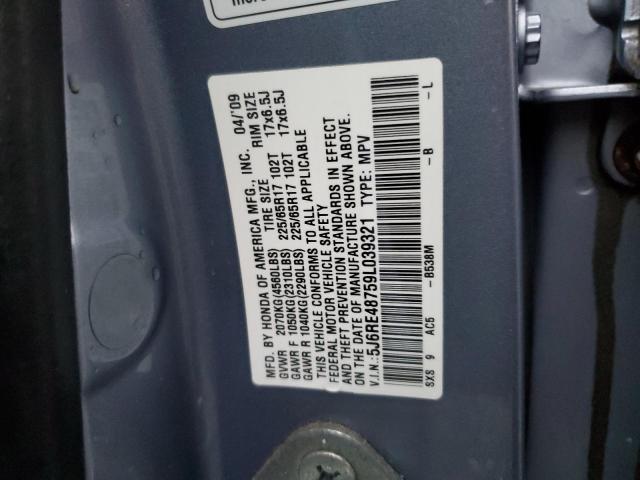 MFD. BY HONDA OF AMERICA MFG., INC. 04/'09
TIRE SIZE RIM SIZE
GVWR 2070KG(4560LBS)
GAWR F 1050KG(2310LBS) 225/65R17 102T 17x6.5J
GAWR R 1040KG(2290LBS) 225/65R17 102T 17x6.5J
THIS VEHICLE CONFORMS TO ALL APPLICABLE
FEDERAL MOTOR VEHICLE SAFETY
AND THEFT PREVENTION STANDARDS IN EFFECT
ON THE DATE OF MANUFACTURE SHOWN ABOVE.
V.I.N.: 5J6RE48759L039321 TYPE: MPV
SXS 9 AC5 -B538M -B -L